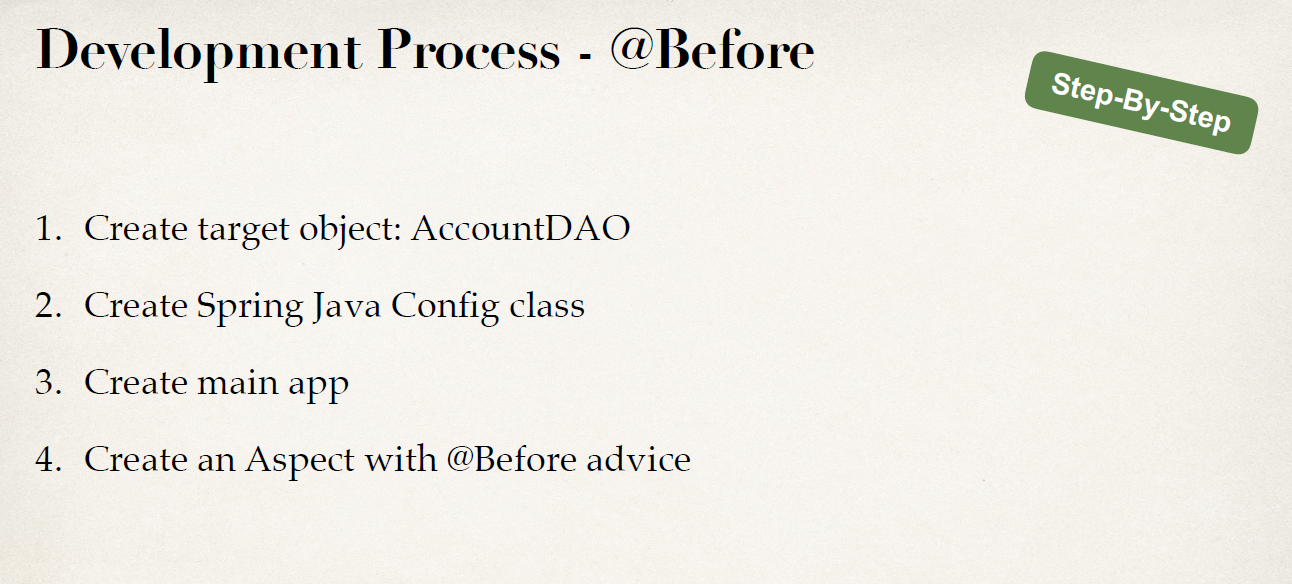 Development Process - @Before
Step-By-Step
1. Create target object: AccountDAO
2. Create Spring Java Config class
3. Create main app
4. Create an Aspect with @Before advice